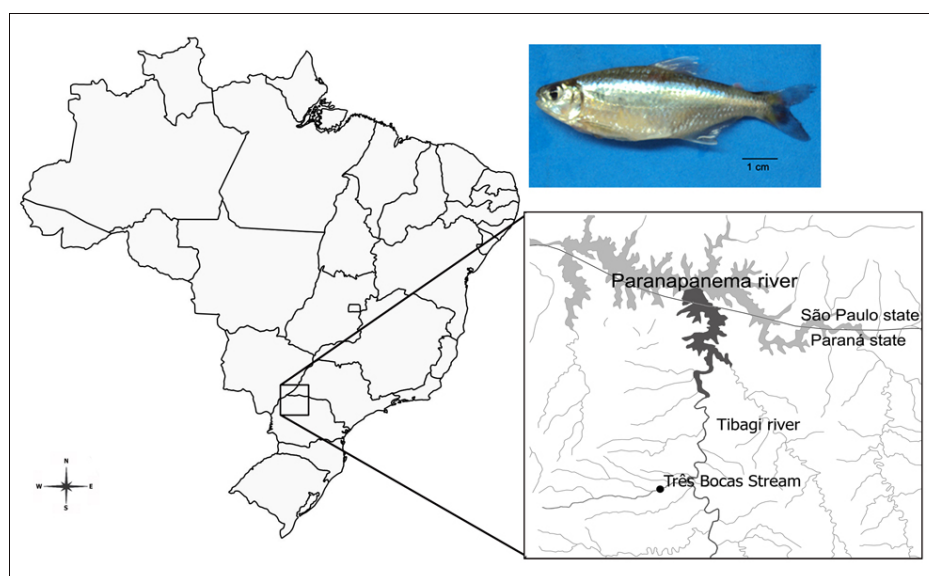 1 cm
Paranapanema river
São Paulo state
Paraná state
Tibagi river
Três Bocas Stream
N
W E
S